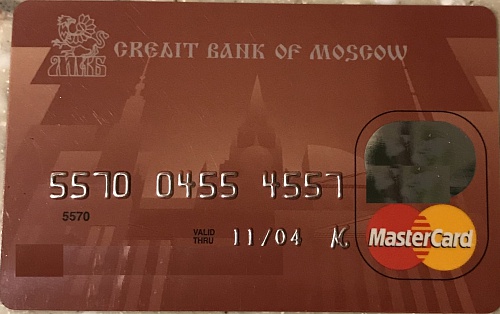 CREDIT BANK OF MOSCOW
5570 0455 4557
5570
VALID THRU 11/04
MasterCard